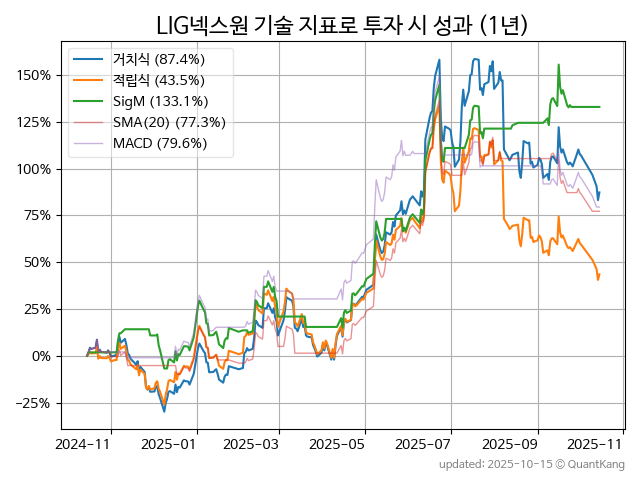 LIG넥스원 기술 지표로 투자 시 성과 (1년)
거치식 (87.4%)
적립식 (43.5%)
SigM (133.1%)
SMA(20) (77.3%)
MACD (79.6%)
150%
125%
100%
75%
50%
25%
0%
−25%
2024-11
2025-01
2025-03
2025-05
2025-07
2025-09
2025-11
updated: 2025-10-15 © QuantKang